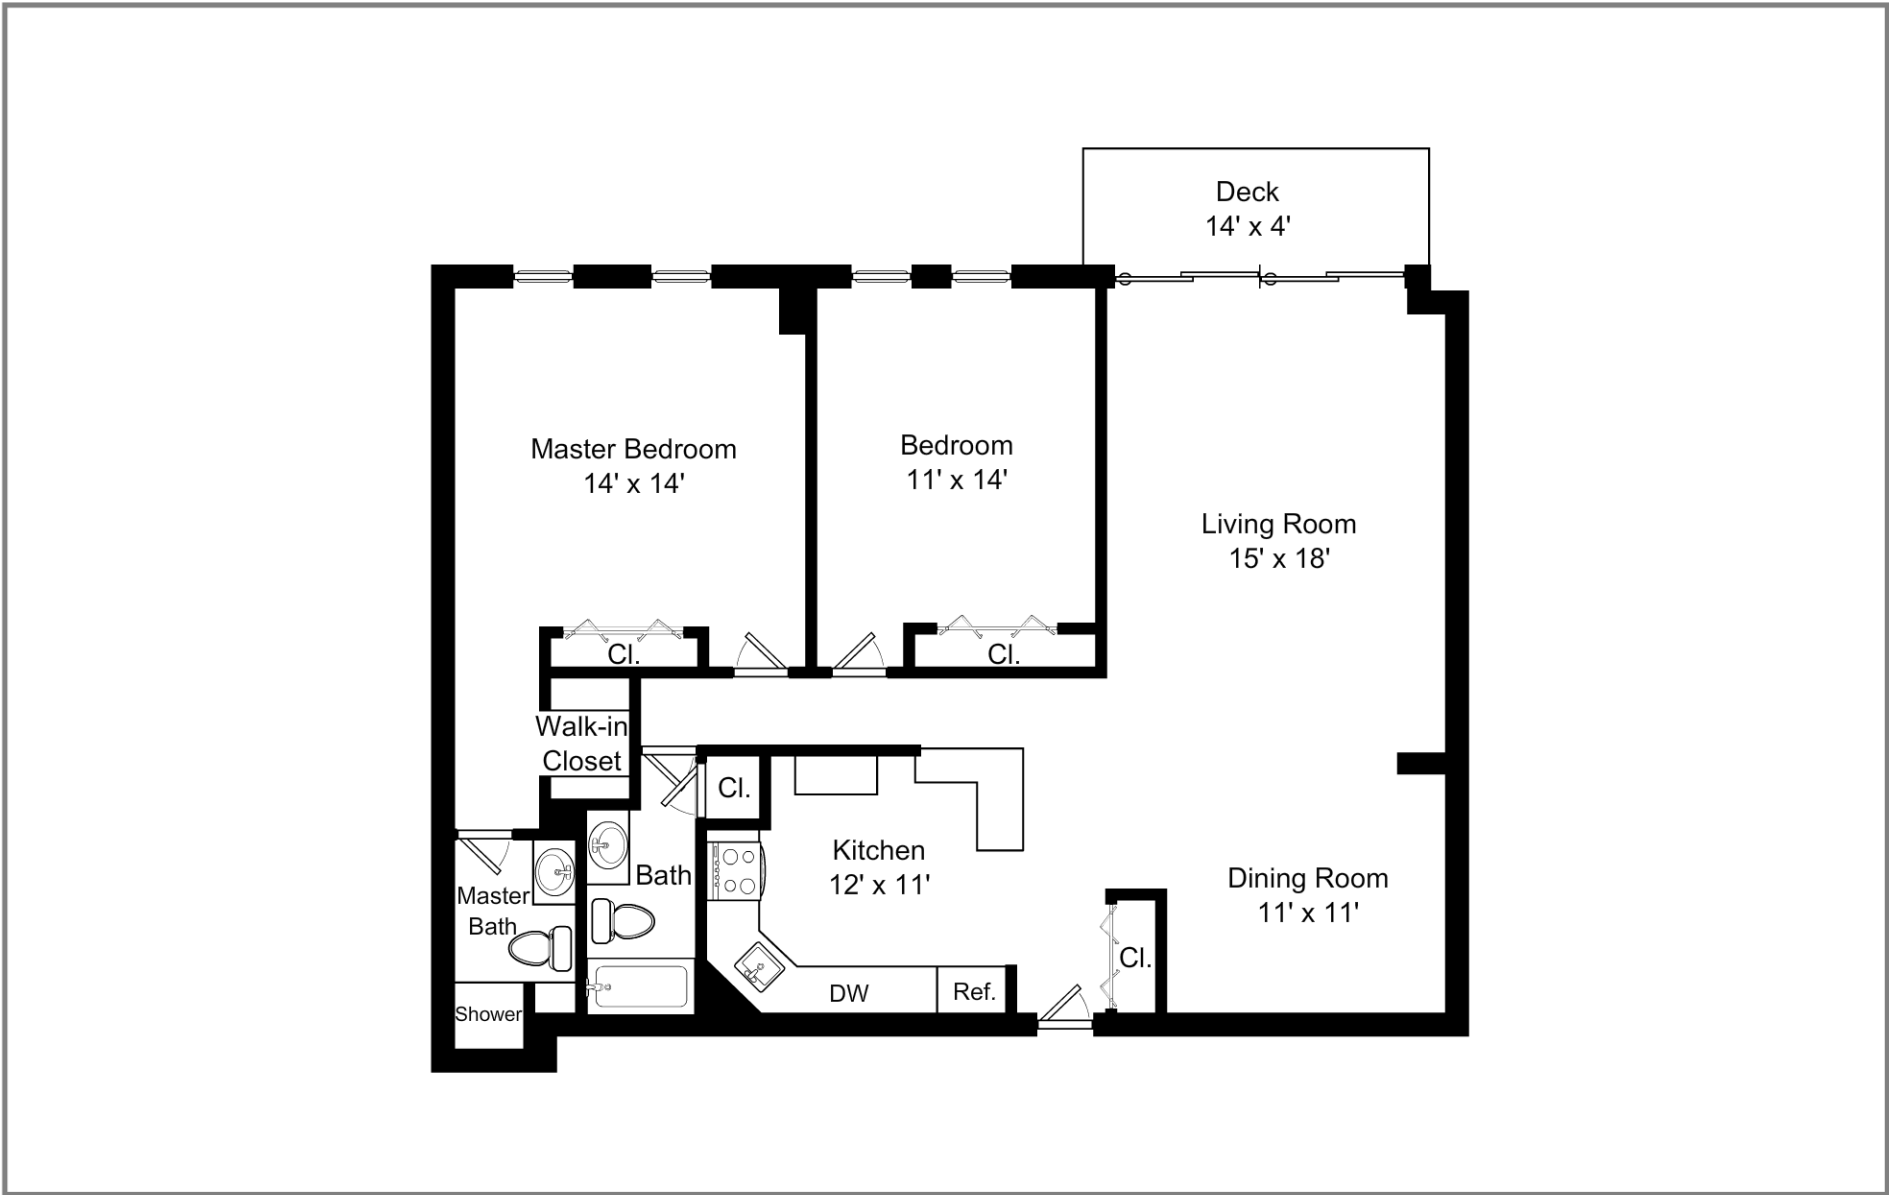 Deck
14' x 4'
Master Bedroom
14' x 14'
Bedroom
11' x 14'
Living Room
15' x 18'
Cl.
Cl.
Walk-in
Closet
Cl.
Kitchen
12' x 11'
Bath
Dining Room
11' x 11'
Master
Bath
Cl.
DW
Ref.
Shower